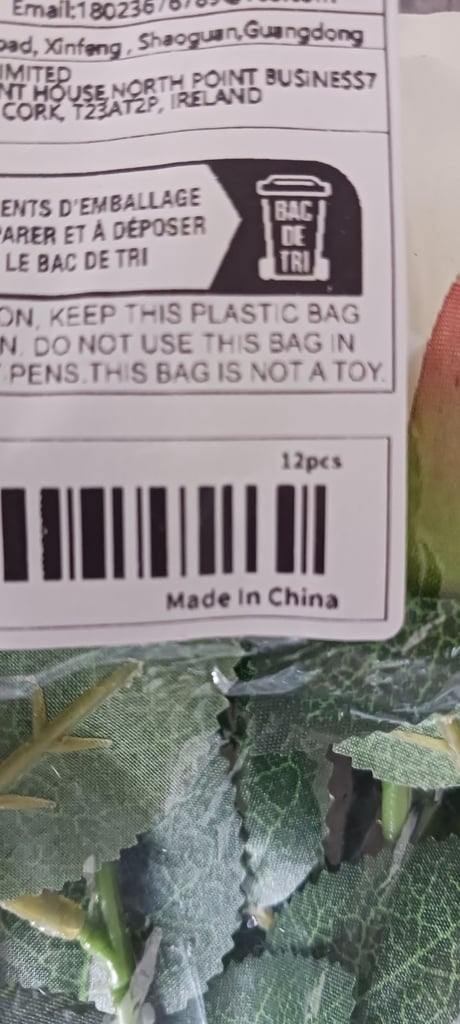 oad, Xinfeng, Shaoguan, Guangdong
IMITED
NT HOUSE, NORTH POINT BUSINESS7
CORK, T23AT2P, IRELAND
ENTS D'EMBALLAGE
PARER ET À DÉPOSER
LE BAC DE TRI
BAC
DE
TRI
ON, KEEP THIS PLASTIC BAG
N. DO NOT USE THIS BAG IN
PENS. THIS BAG IS NOT A TOY.
12pcs
Made In China